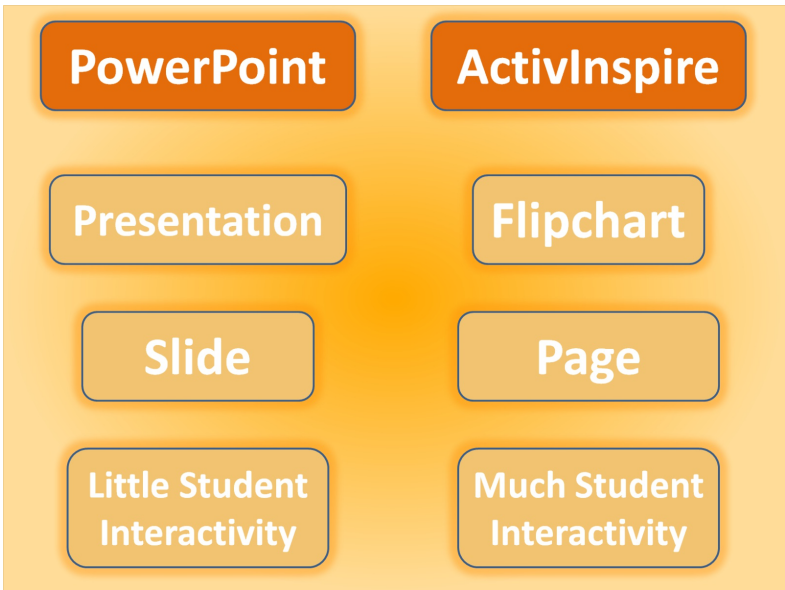 PowerPoint
ActivInspire
Presentation
Flipchart
Slide
Page
Little Student
Interactivity
Much Student
Interactivity